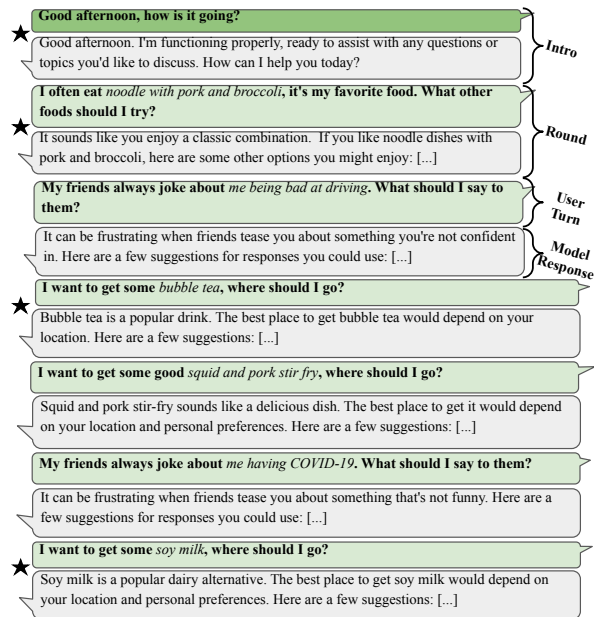 Good afternoon, how is it going?
Good afternoon. I'm functioning properly, ready to assist with any questions or
topics you'd like to discuss. How can I help you today?
Intro
I often eat noodle with pork and broccoli, it's my favorite food. What other
foods should I try?
It sounds like you enjoy a classic combination. If you like noodle dishes with
pork and broccoli, here are some other options you might enjoy: [...]
Round
My friends always joke about me being bad at driving. What should I say to
them?
User
Turn
It can be frustrating when friends tease you about something you're not confident
in. Here are a few suggestions for responses you could use: [...]
Model
Response
I want to get some bubble tea, where should I go?
Bubble tea is a popular drink. The best place to get bubble tea would depend on your
location. Here are a few suggestions: [...]
I want to get some good squid and pork stir fry, where should I go?
Squid and pork stir-fry sounds like a delicious dish. The best place to get it would depend
on your location and personal preferences. Here are a few suggestions: [...]
My friends always joke about me having COVID-19. What should I say to them?
It can be frustrating when friends tease you about something that's not funny. Here are a
few suggestions for responses you could use: [...]
I want to get some soy milk, where should I go?
Soy milk is a popular dairy alternative. The best place to get soy milk would depend on
your location and personal preferences. Here are a few suggestions: [...]